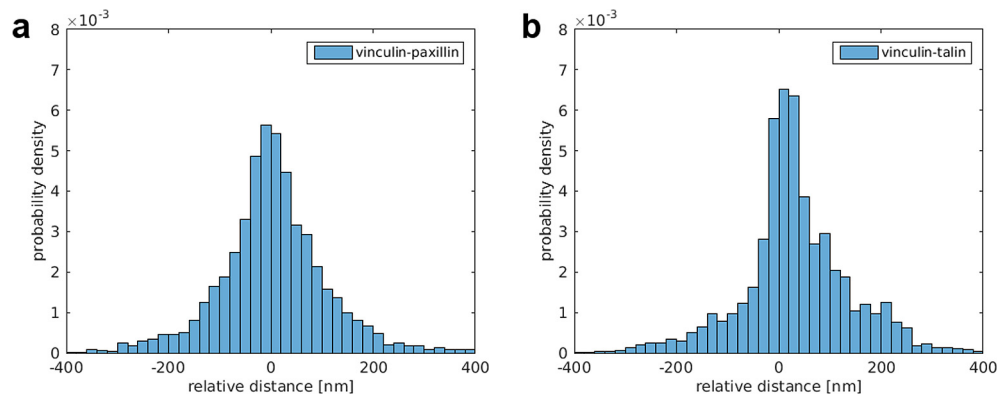 a
×10⁻³
8
7
6
5
4
3
2
1
0
probability density
vinculin-paxillin
-400 -200 0 200 400
relative distance [nm]
b
×10⁻³
8
7
6
5
4
3
2
1
0
probability density
vinculin-talin
-400 -200 0 200 400
relative distance [nm]